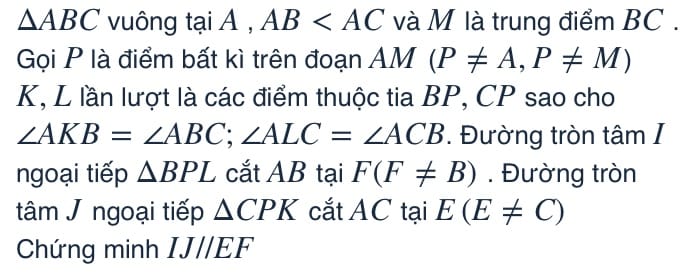 ΔABC vuông tại A , AB < AC và M là trung điểm BC .
Gọi P là điểm bất kì trên đoạn AM (P ≠ A, P ≠ M)
K, L lần lượt là các điểm thuộc tia BP, CP sao cho
∠AKB = ∠ABC; ∠ALC = ∠ACB. Đường tròn tâm I
ngoại tiếp ΔBPL cắt AB tại F(F ≠ B) . Đường tròn
tâm J ngoại tiếp ΔCPK cắt AC tại E (E ≠ C)
Chứng minh IJ//EF